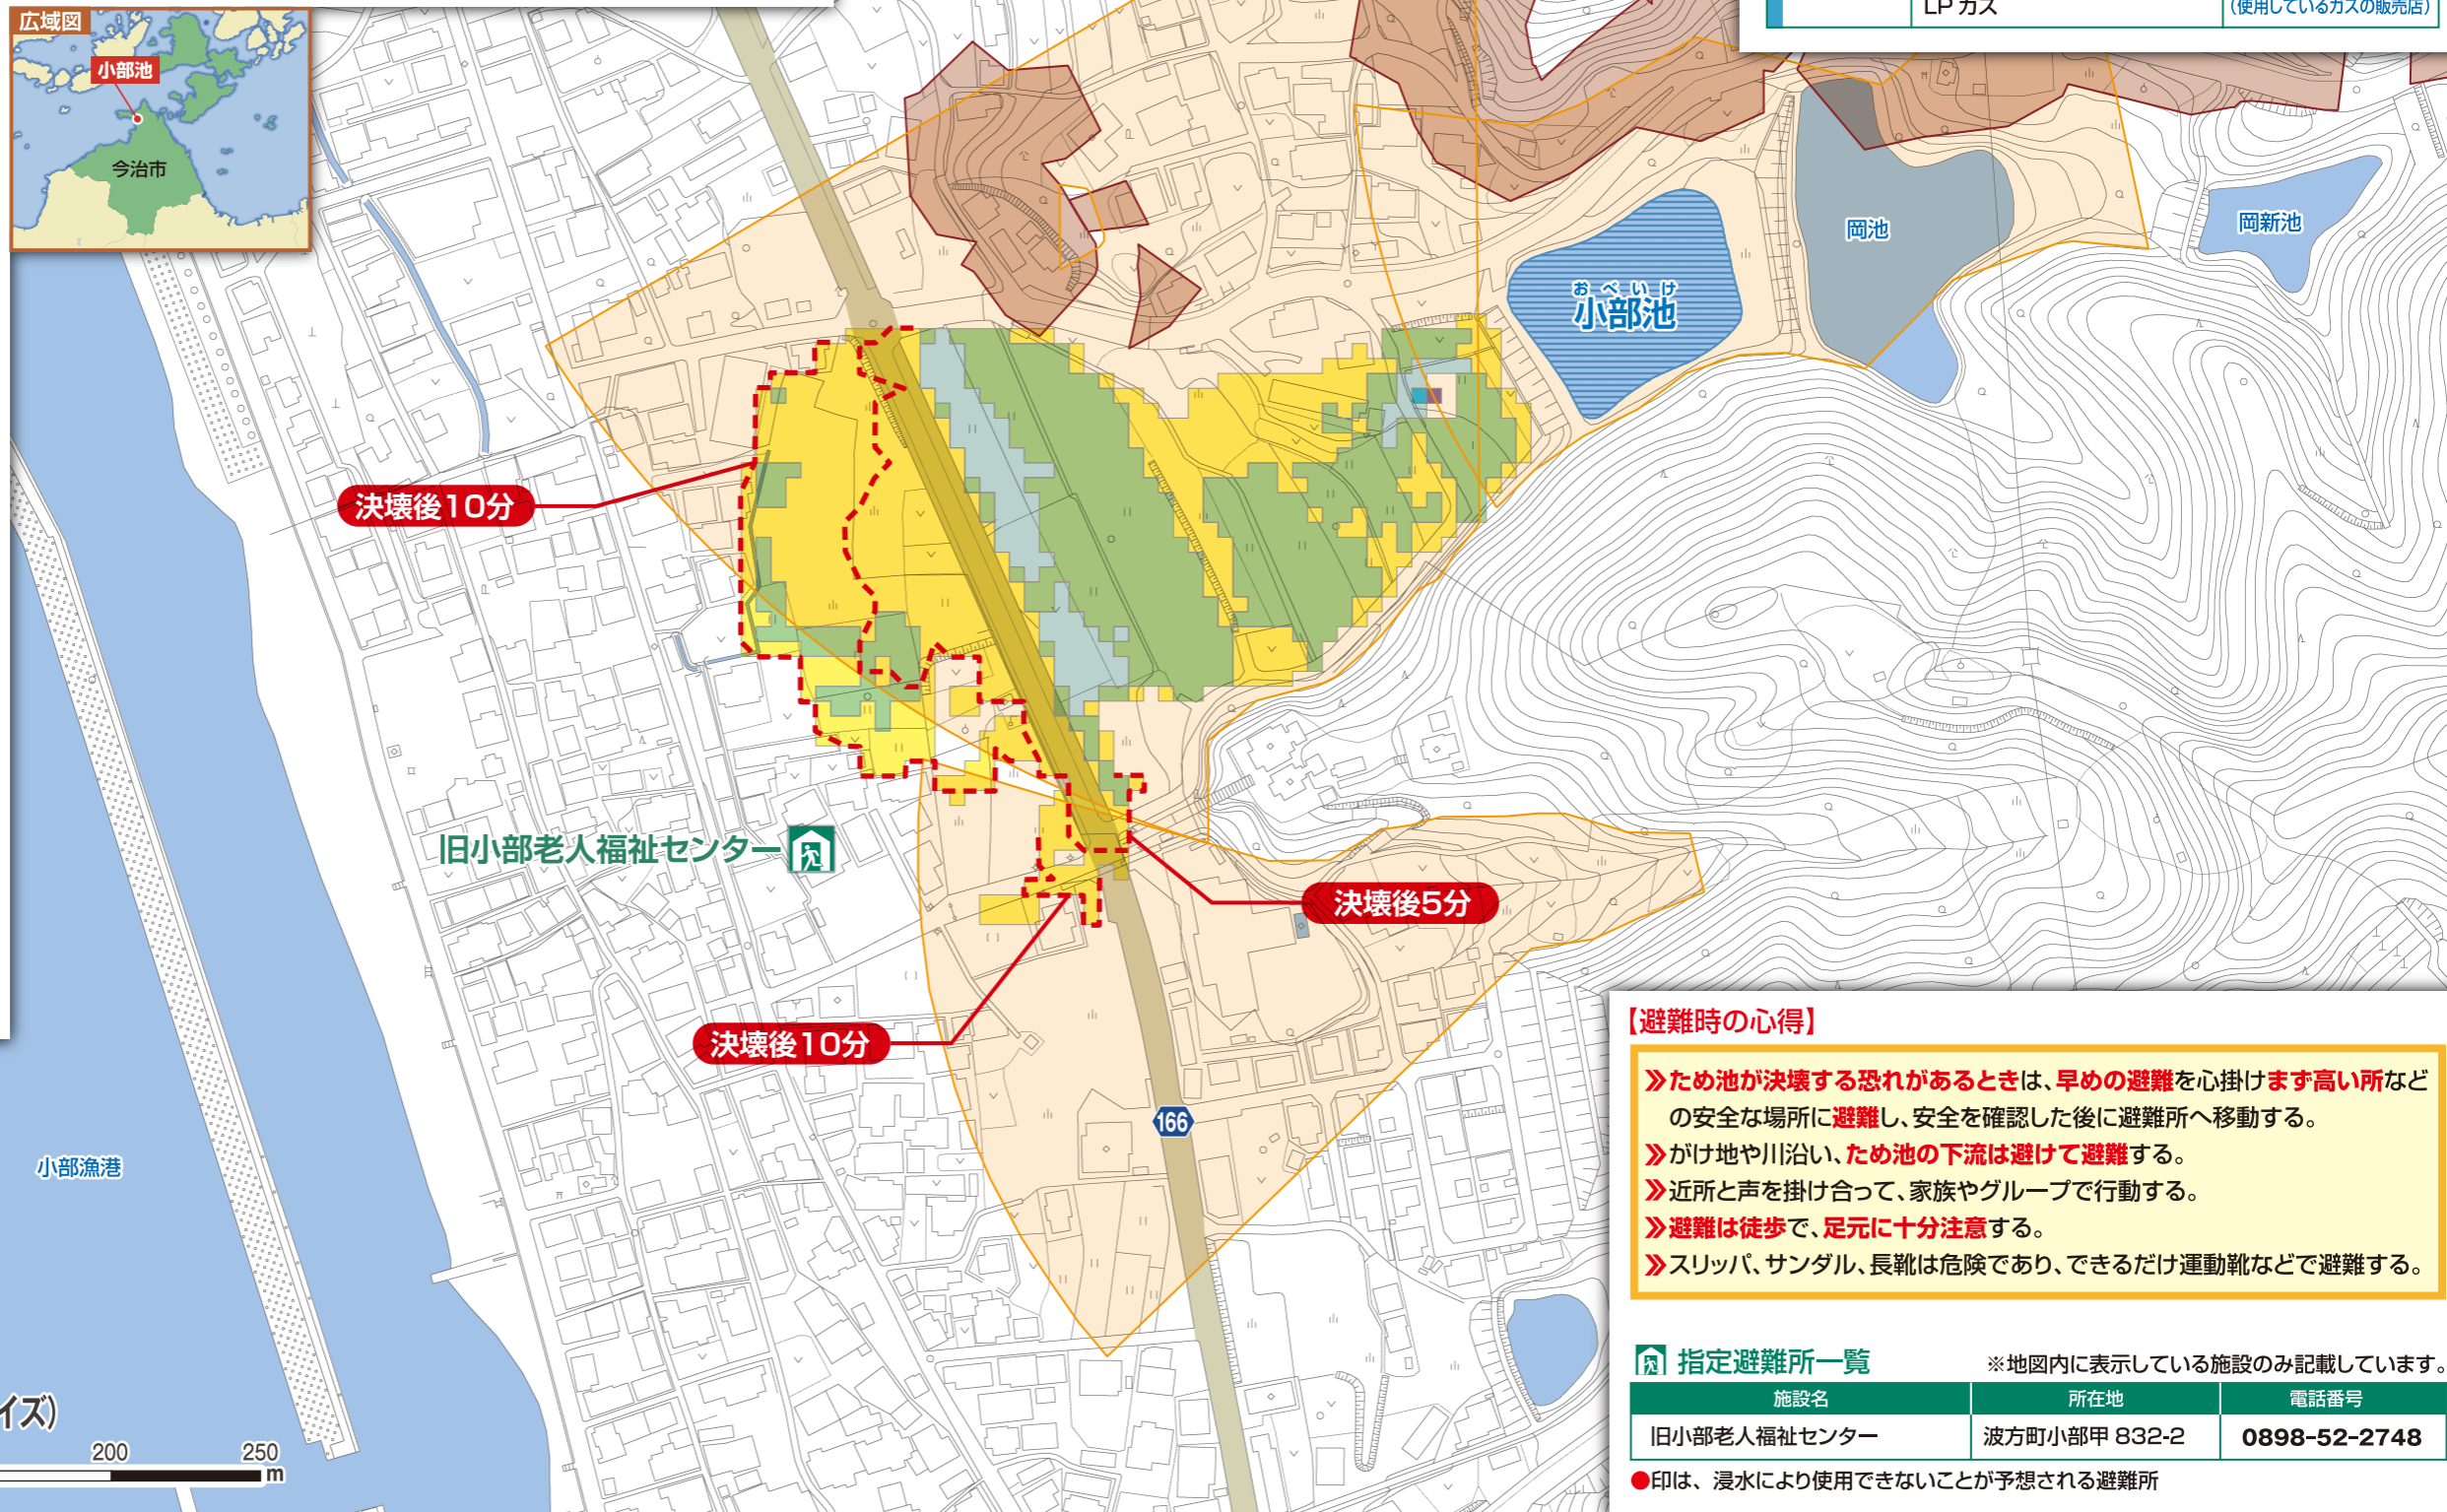 広域図
小部池
今治市
LPガス
(使用しているガスの販売店)
岡池
岡新池
おべいけ
小部池
決壊後10分
旧小部老人福祉センター
決壊後5分
決壊後10分
166
小部漁港
イズ)
200
250
m
【避難時の心得】
≫ため池が決壊する恐れがあるときは、早めの避難を心掛けまず高い所など
の安全な場所に避難し、安全を確認した後に避難所へ移動する。
≫がけ地や川沿い、ため池の下流は避けて避難する。
≫近所と声を掛け合って、家族やグループで行動する。
≫避難は徒歩で、足元に十分注意する。
≫スリッパ、サンダル、長靴は危険であり、できるだけ運動靴などで避難する。
指定避難所一覧 ※地図内に表示している施設のみ記載しています。
施設名 所在地 電話番号
旧小部老人福祉センター 波方町小部甲 832-2 0898-52-2748
●印は、浸水により使用できないことが予想される避難所